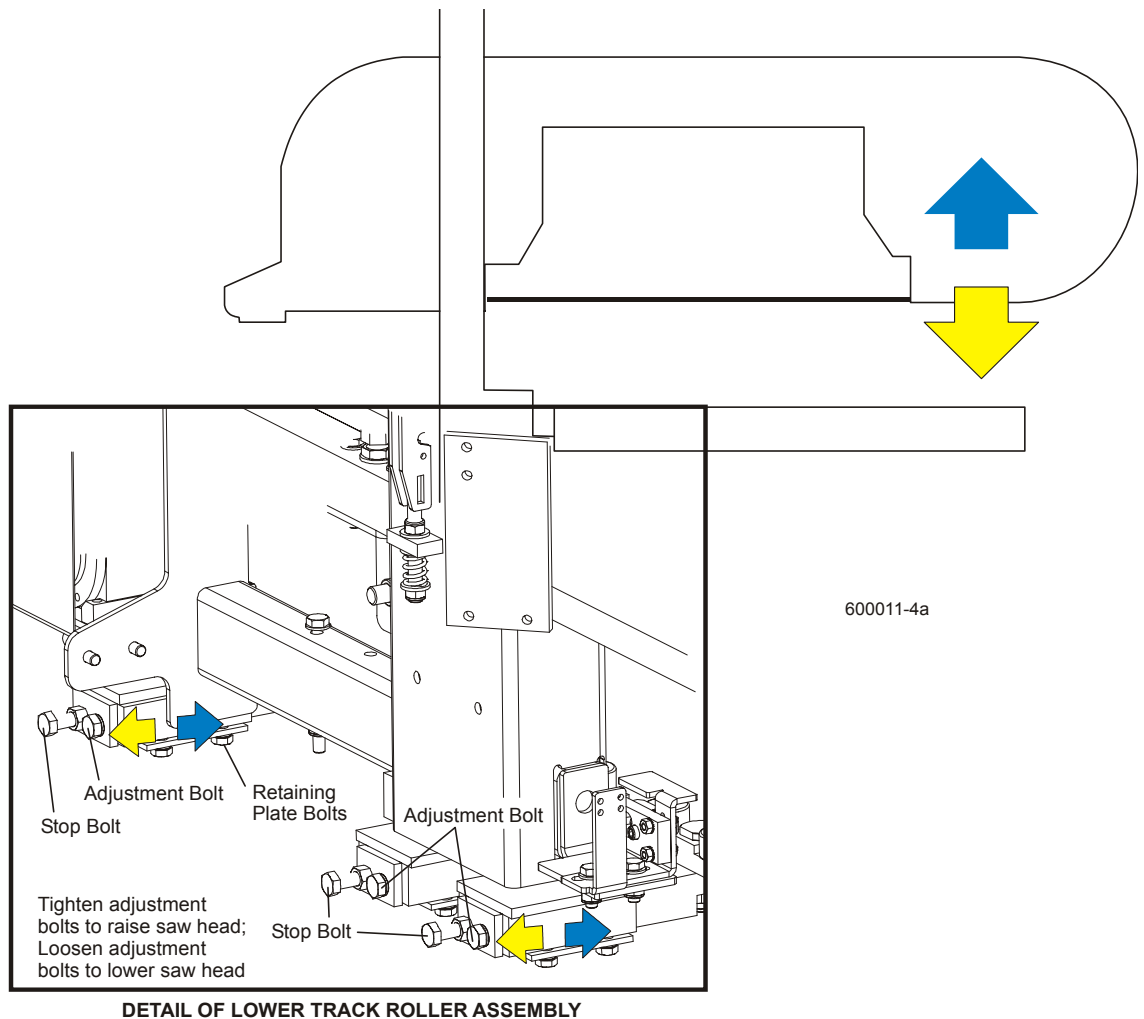 600011-4a
Adjustment Bolt
Stop Bolt
Retaining
Plate Bolts
Adjustment Bolt
Stop Bolt
Tighten adjustment
bolts to raise saw head;
Loosen adjustment
bolts to lower saw head
DETAIL OF LOWER TRACK ROLLER ASSEMBLY